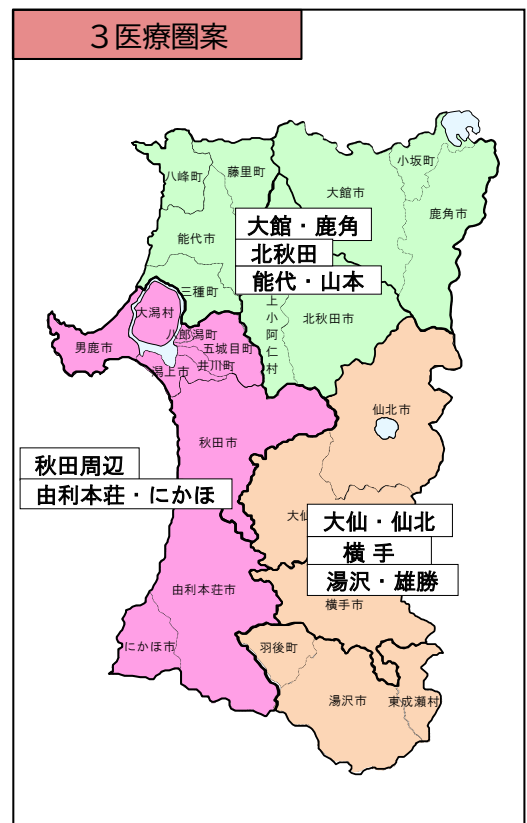 3医療圏案
八峰町
藤里町
小坂町
大館市
鹿角市
能代市
大館・鹿角
北秋田
能代・山本
三種町
上小阿仁村
北秋田市
大潟村
八郎潟町
五城目町
井川町
男鹿市
潟上市
仙北市
秋田市
秋田周辺
由利本荘・にかほ
大仙
大仙・仙北
横 手
湯沢・雄勝
由利本荘市
横手市
にかほ市
羽後町
湯沢市
東成瀬村